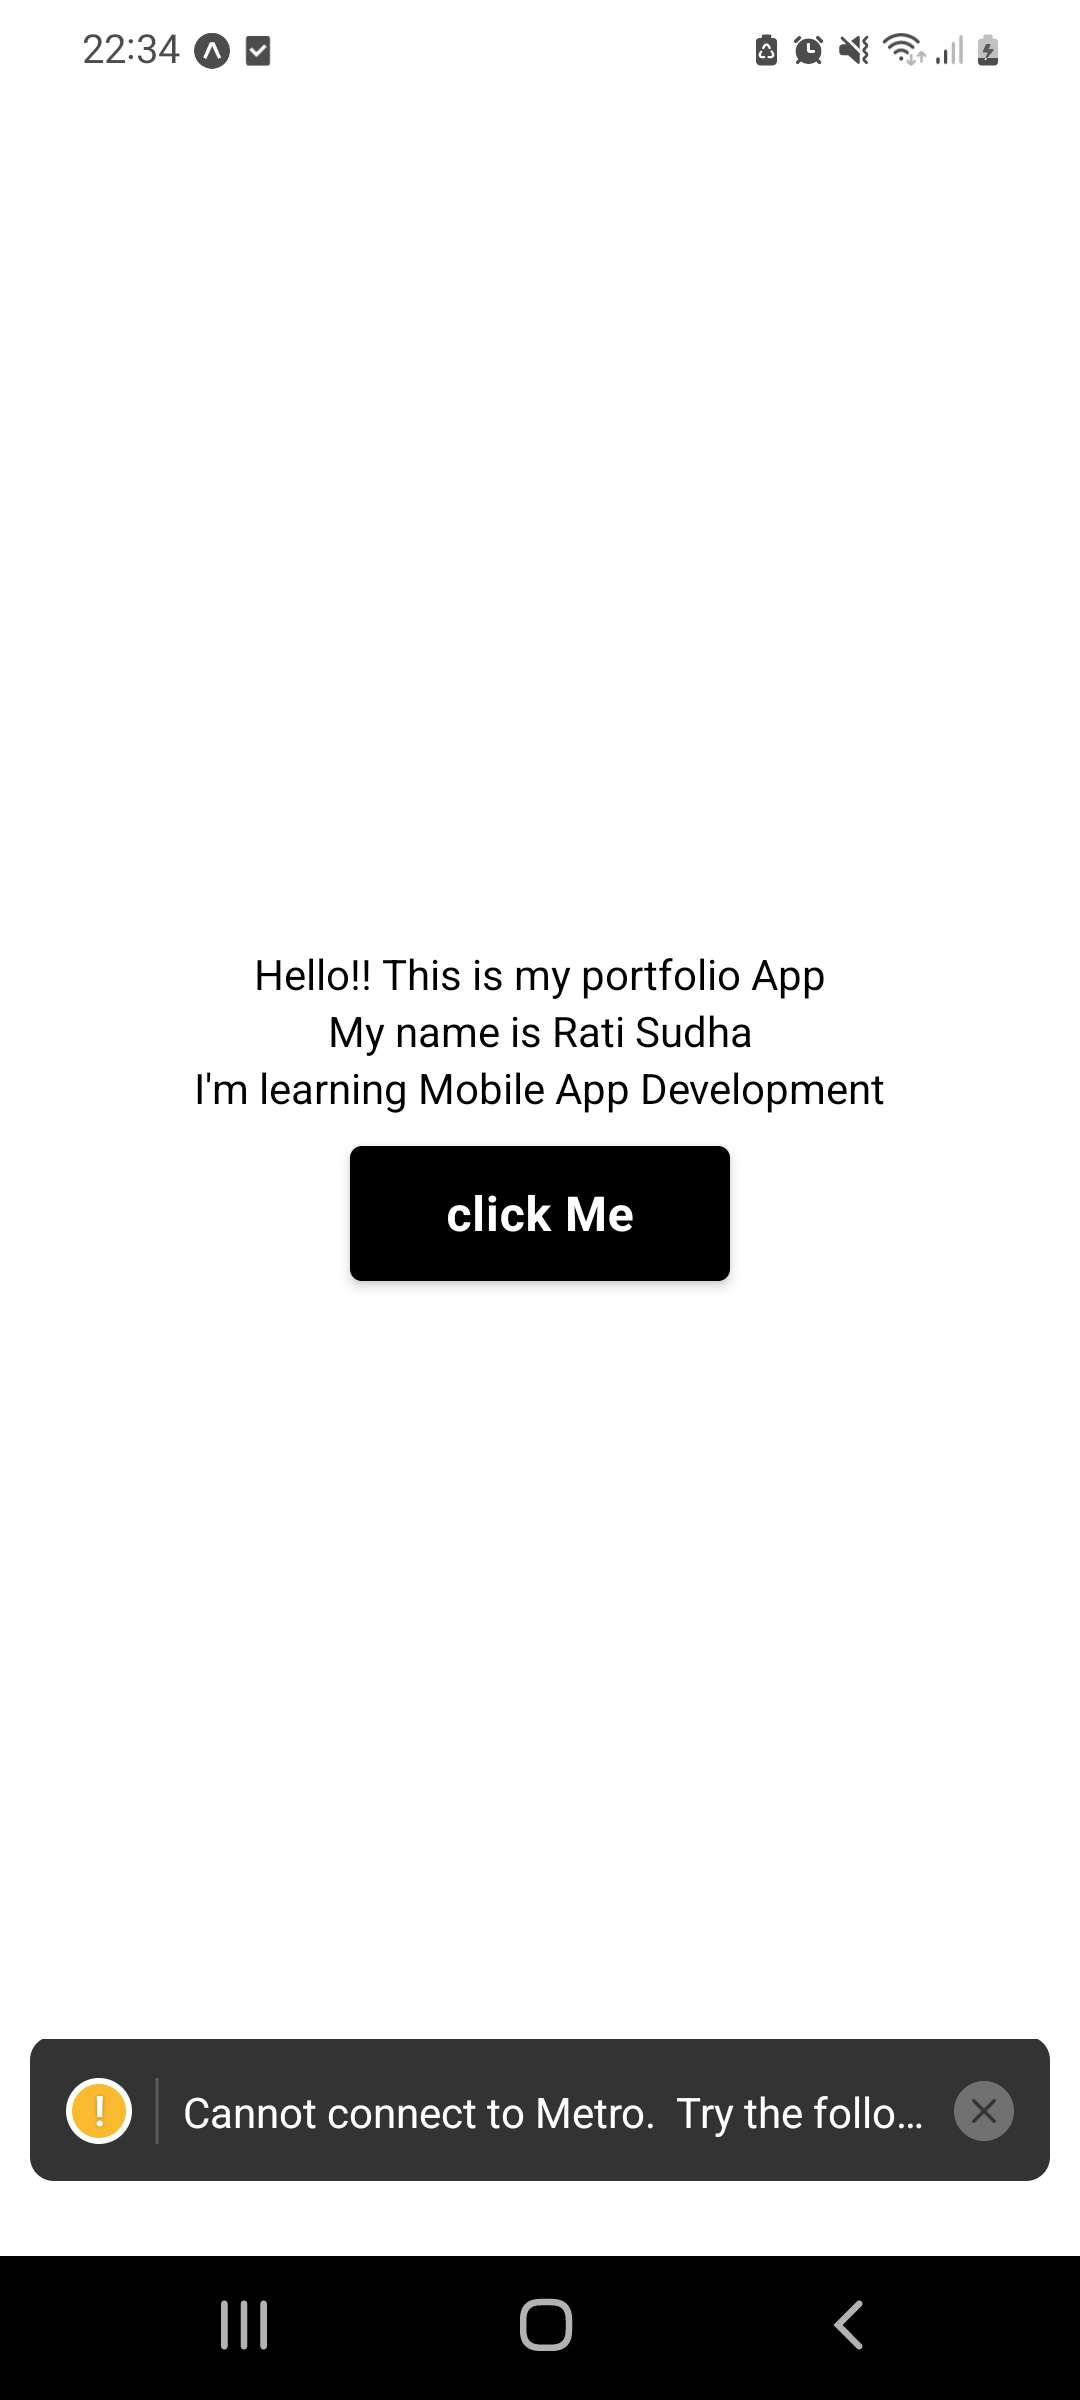 22:34
Hello!! This is my portfolio App
My name is Rati Sudha
I'm learning Mobile App Development
click Me
Cannot connect to Metro.  Try the follo...